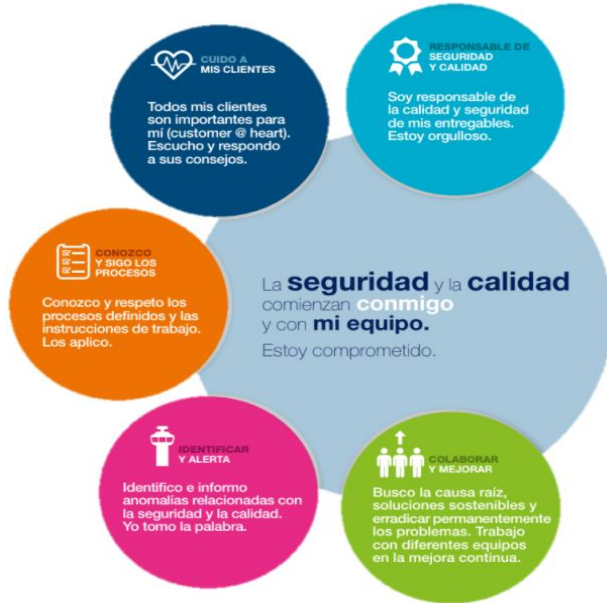 CUIDO A
MIS CLIENTES
Todos mis clientes
son importantes para
mí (customer @ heart).
Escucho y respondo
a sus consejos.
RESPONSABLE DE
SEGURIDAD
Y CALIDAD
Soy responsable de
la calidad y seguridad
de mis entregables.
Estoy orgulloso.
CONOZCO
Y SIGO LOS
PROCESOS
Conozco y respeto los
procesos definidos y las
instrucciones de trabajo.
Los aplico.
La seguridad y la calidad
comienzan conmigo
y con mi equipo.
Estoy comprometido.
IDENTIFICAR
Y ALERTA
Identifico e informo
anomalías relacionadas con
la seguridad y la calidad.
Yo tomo la palabra.
COLABORAR
Y MEJORAR
Busco la causa raíz,
soluciones sostenibles y
erradicar permanentemente
los problemas. Trabajo
con diferentes equipos
en la mejora continua.